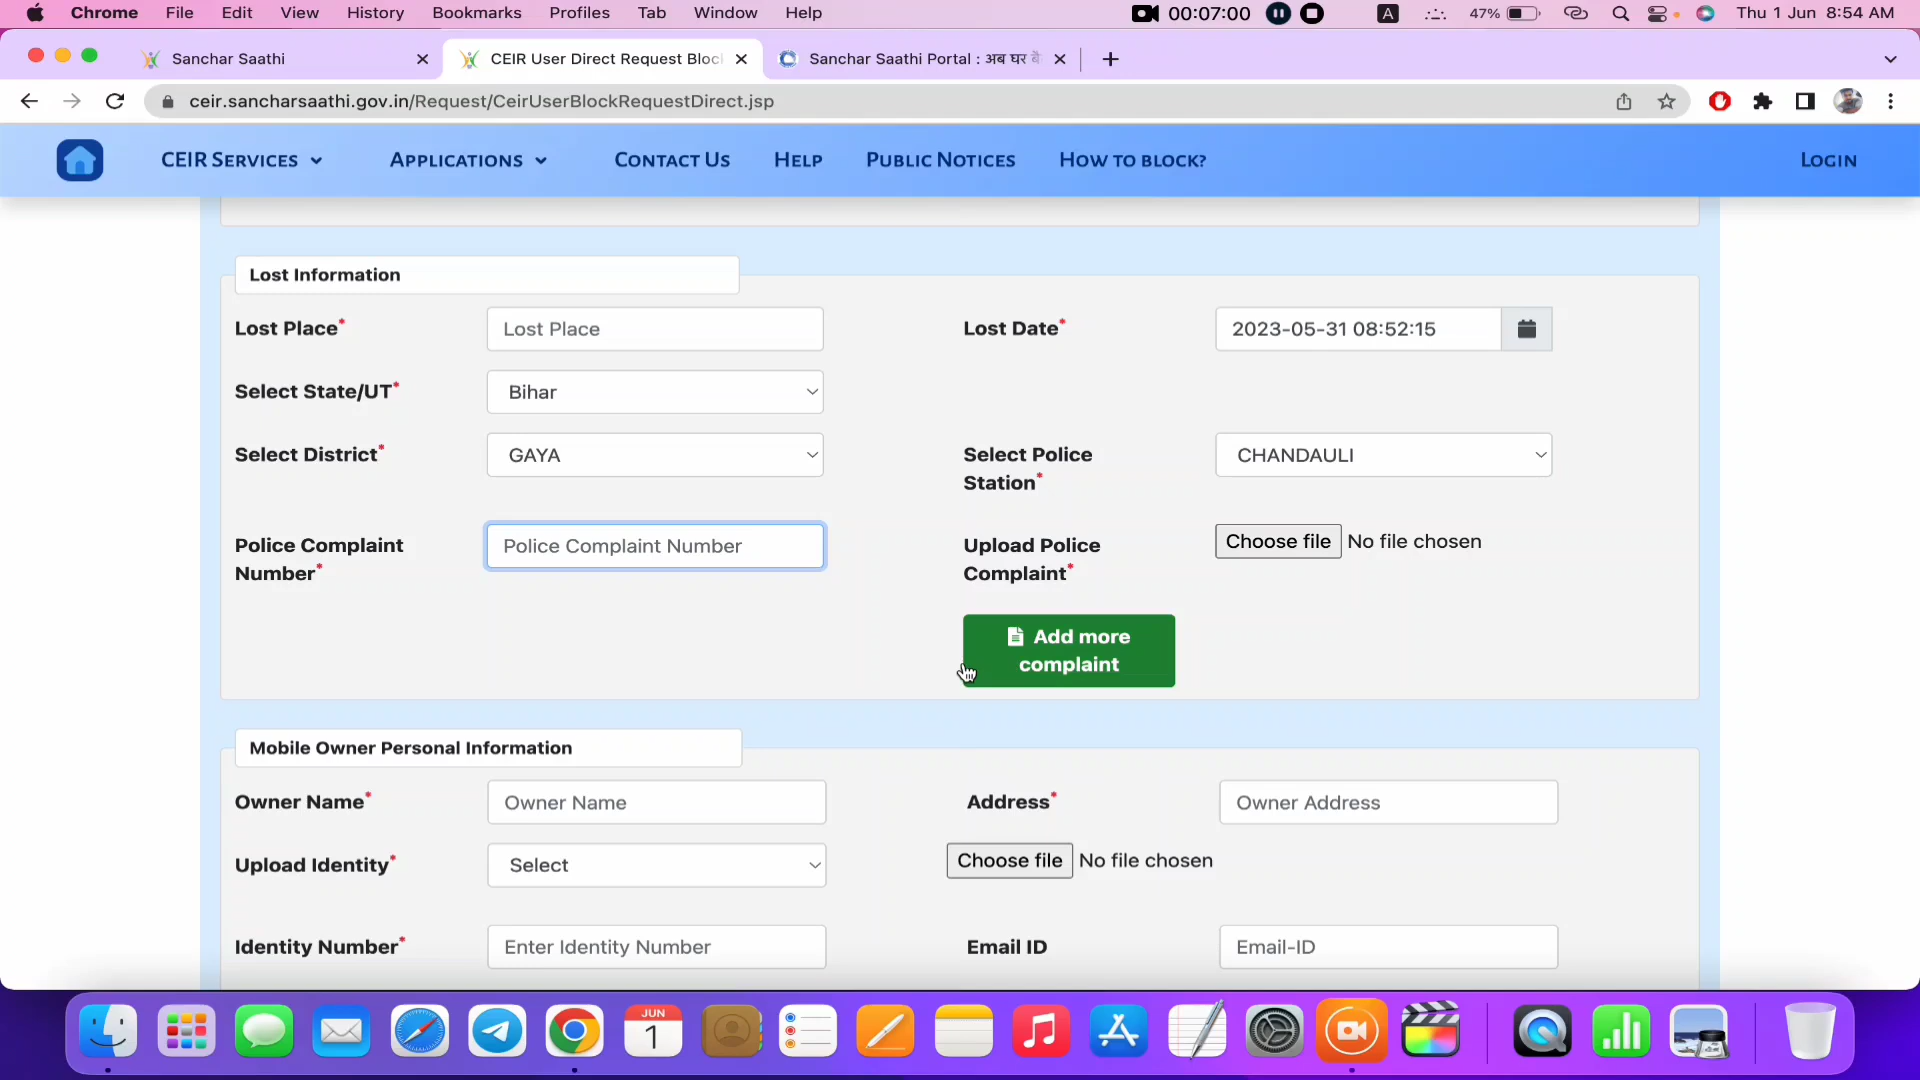 Chrome File Edit View History Bookmarks Profiles Tab Window Help 00:07:00 A 47% Thu 1 Jun 8:54 AM
Sanchar Saathi CEIR User Direct Request Bloc Sanchar Saathi Portal : अब घर बै
ceir.sancharsaathi.gov.in/Request/CeirUserBlockRequestDirect.jsp
CEIR Services Applications Contact Us Help Public Notices How to block? Login
Lost Information
Lost Place* Lost Place Lost Date* 2023-05-31 08:52:15
Select State/UT* Bihar
Select District* GAYA Select Police Station* CHANDAULI
Police Complaint Number* Police Complaint Number Upload Police Complaint* Choose file No file chosen
Add more
complaint
Mobile Owner Personal Information
Owner Name* Owner Name Address* Owner Address
Upload Identity* Select Choose file No file chosen
Identity Number* Enter Identity Number Email ID Email-ID
JUN
1